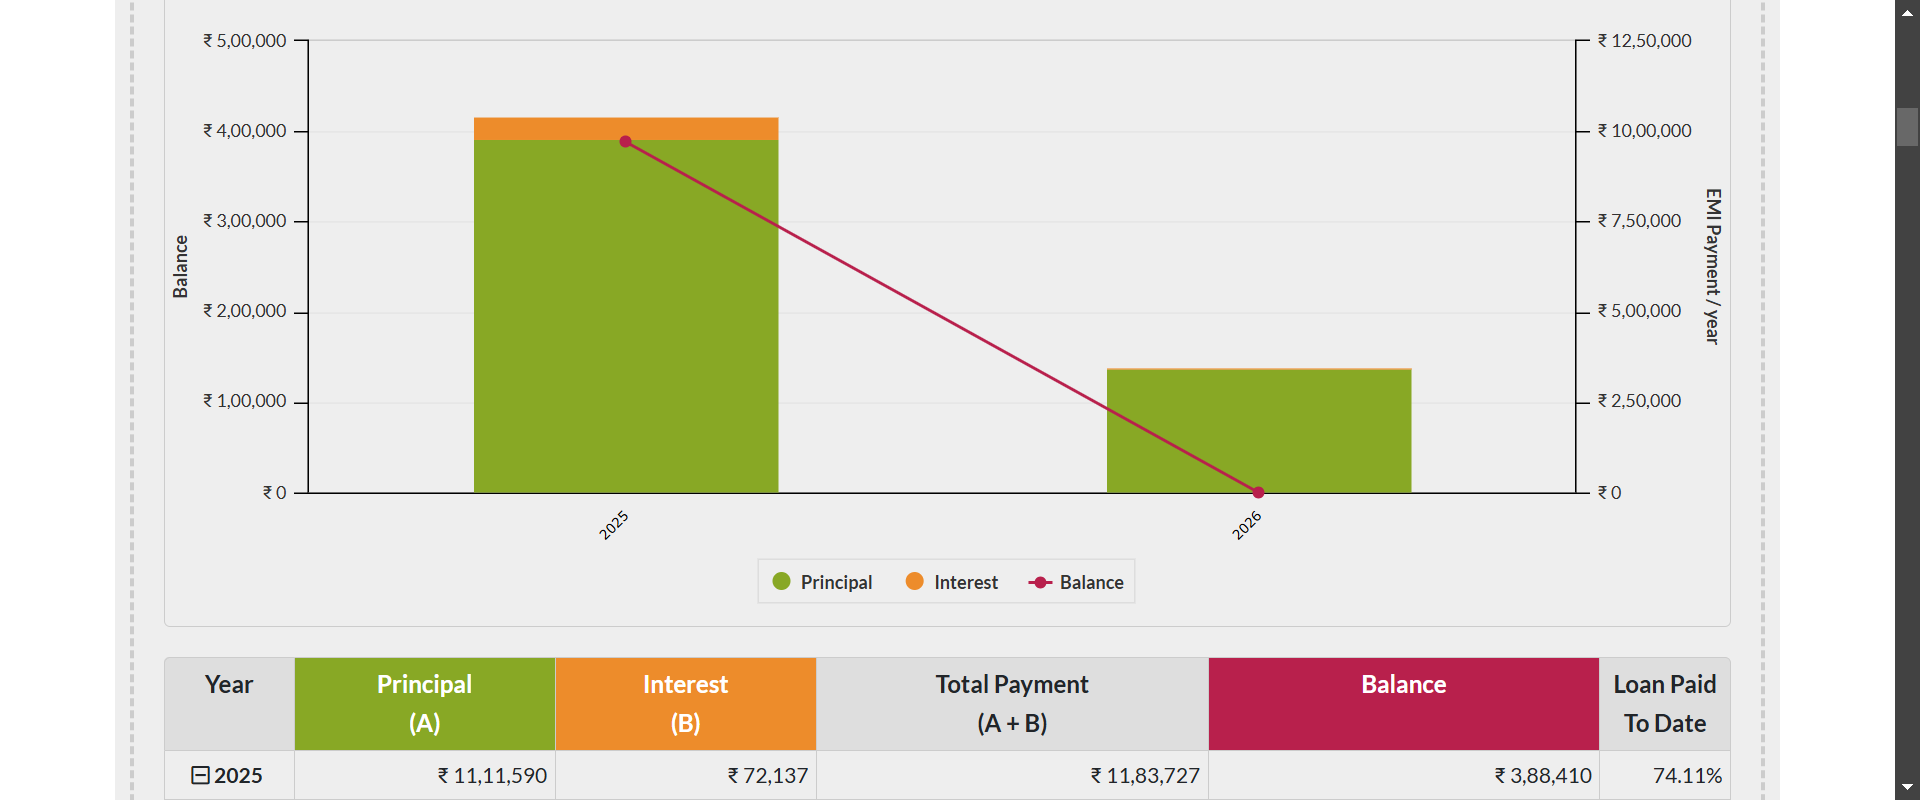 ₹ 5,00,000
₹ 4,00,000
₹ 3,00,000
₹ 2,00,000
₹ 1,00,000
₹ 0
Balance
₹ 12,50,000
₹ 10,00,000
₹ 7,50,000
₹ 5,00,000
₹ 2,50,000
₹ 0
EMI Payment / year
2025
2026
Principal
Interest
Balance
Year
Principal
(A)
Interest
(B)
Total Payment
(A + B)
Balance
Loan Paid
To Date
2025 ₹ 11,11,590 ₹ 72,137 ₹ 11,83,727 ₹ 3,88,410 74.11%